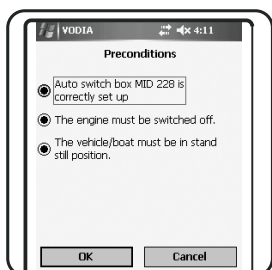 VODIA 4:11
Preconditions
Auto switch box MID 228 is
correctly set up
The engine must be switched off.
The vehicle/boat must be in stand
still position.
OK Cancel